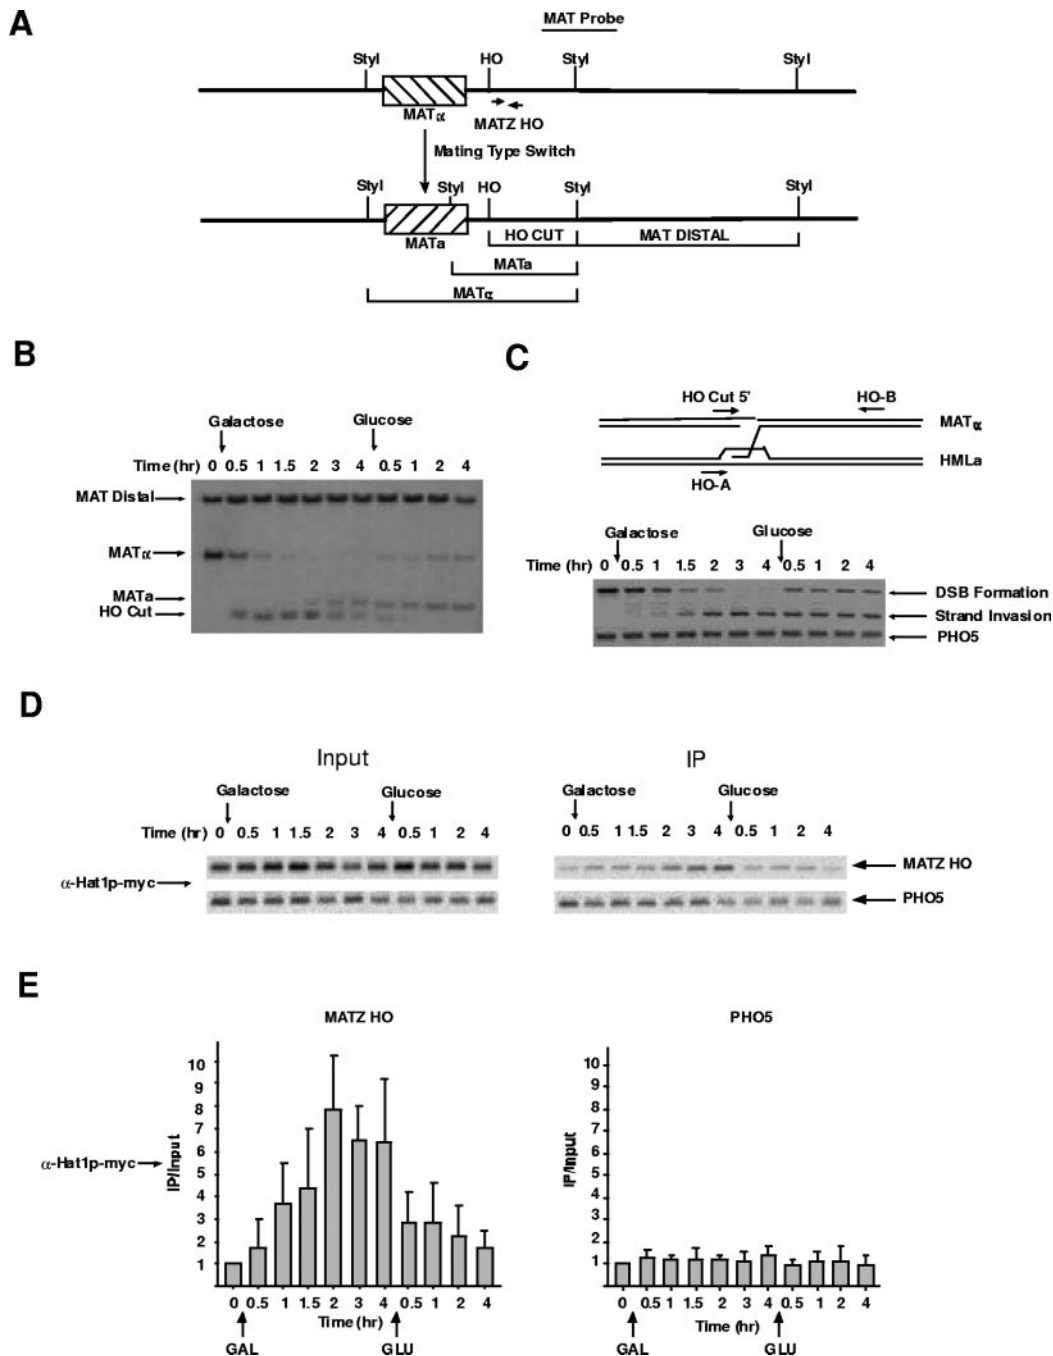 A
MAT Probe
StyI HO StyI StyI
MATα
MATZ HO
Mating Type Switch
StyI StyI HO StyI StyI
MATa
HO CUT MAT DISTAL
MATa
MATα
B
Galactose Glucose
Time (hr) 0 0.5 1 1.5 2 3 4 0.5 1 2 4
MAT Distal
MATα
MATa
HO Cut
C
HO Cut 5' HO-B
MATα
HMLa
HO-A
Galactose Glucose
Time (hr) 0 0.5 1 1.5 2 3 4 0.5 1 2 4
DSB Formation
Strand Invasion
PHO5
D
Input IP
Galactose Glucose Galactose Glucose
Time (hr) 0 0.5 1 1.5 2 3 4 0.5 1 2 4 0 0.5 1 1.5 2 3 4 0.5 1 2 4
MATZ HO
α-Hat1p-myc
PHO5
E
MATZ HO PHO5
α-Hat1p-myc
IP/Input
10
9
8
7
6
5
4
3
2
1
0 0.5 1 1.5 2 3 4 0.5 1 2 4
Time (hr)
GAL GLU
IP/Input
10
9
8
7
6
5
4
3
2
1
0 0.5 1 1.5 2 3 4 0.5 1 2 4
Time (hr)
GAL GLU